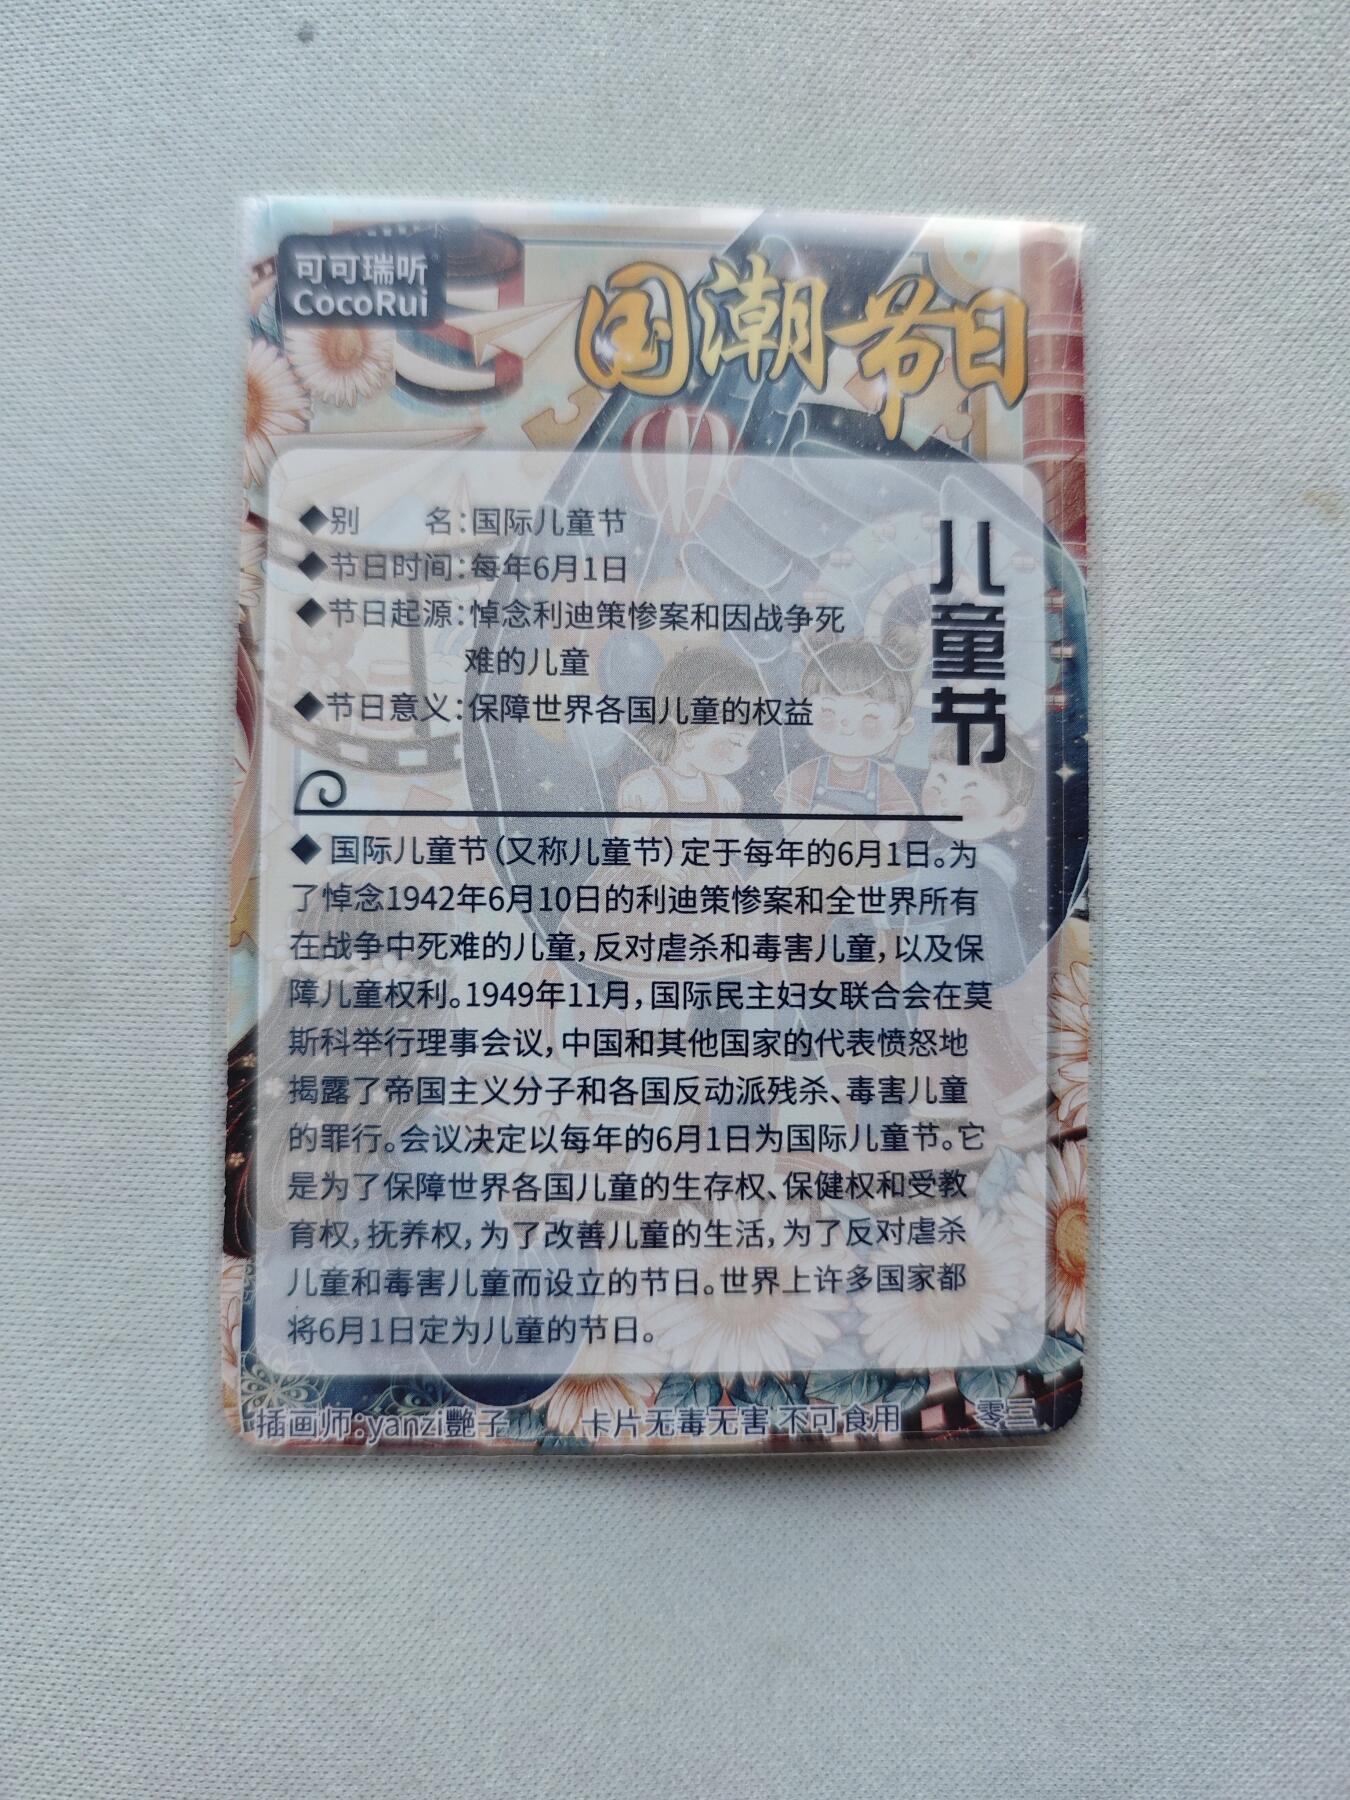 可可瑞听
CocoRui
国潮节日
儿童节
◆别 名:国际儿童节
◆节日时间:每年6月1日
◆节日起源:悼念利迪策惨案和因战争死
难的儿童
◆节日意义:保障世界各国儿童的权益
◆国际儿童节(又称儿童节)定于每年的6月1日。为
了悼念1942年6月10日的利迪策惨案和全世界所有
在战争中死难的儿童,反对虐杀和毒害儿童,以及保
障儿童权利。1949年11月,国际民主妇女联合会在莫
斯科举行理事会议,中国和其他国家的代表愤怒地
揭露了帝国主义分子和各国反动派残杀、毒害儿童
的罪行。会议决定以每年的6月1日为国际儿童节。它
是为了保障世界各国儿童的生存权、保健权和受教
育权,抚养权,为了改善儿童的生活,为了反对虐杀
儿童和毒害儿童而设立的节日。世界上许多国家都
将6月1日定为儿童的节日。
插画师:yanzi艷子 卡片无毒无害 不可食用 零三